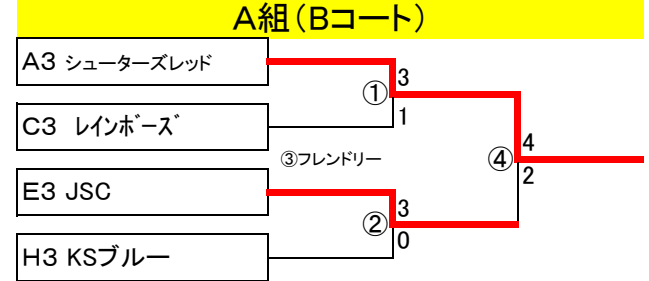 A組(Bコート)
A3 シューターズレッド
3
①
1
C3 レインボーズ
③フレンドリー
4
④
2
E3 JSC
3
②
0
H3 KSブルー